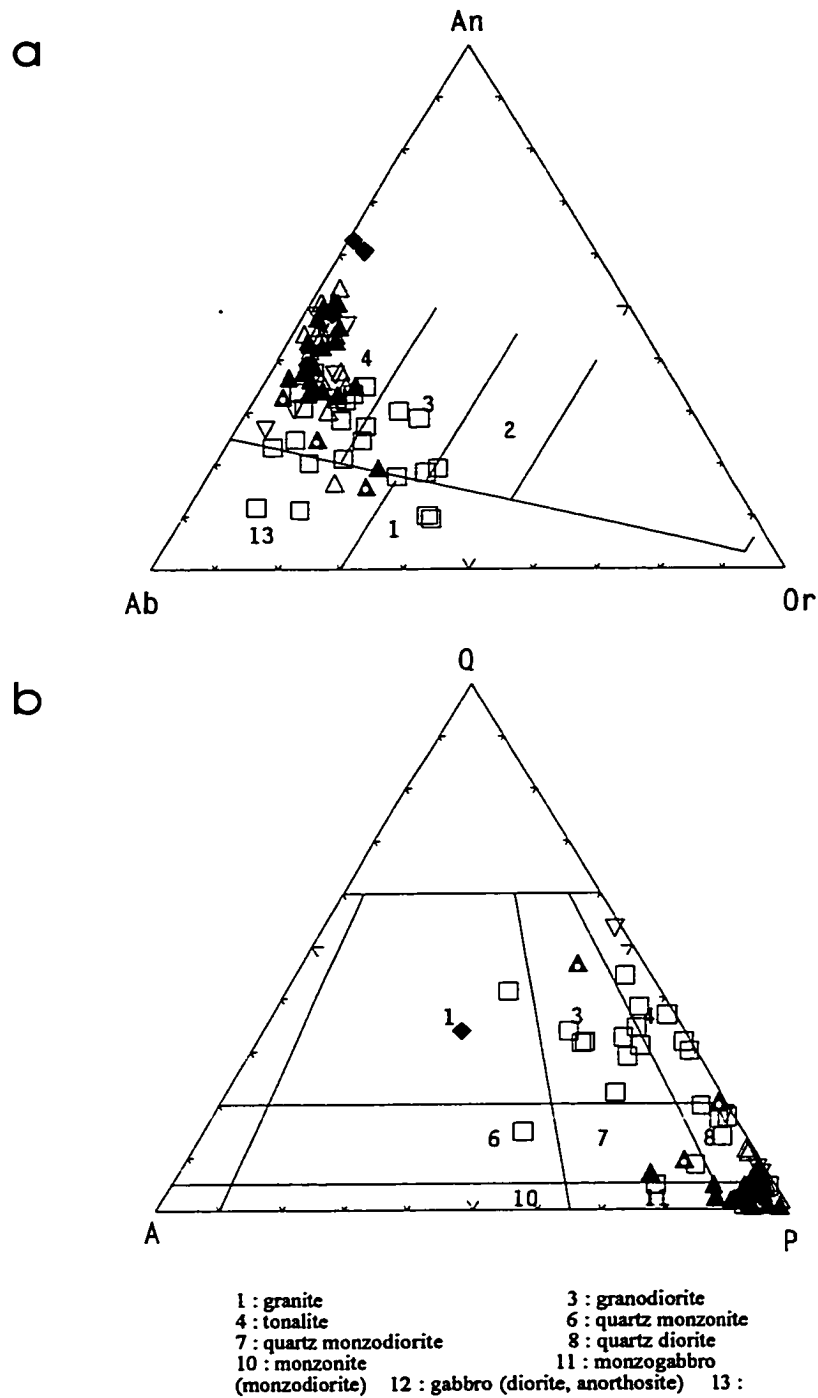 a
An
4
3
2
13
1
Ab
Or
b
Q
1
3
4
6
7
8
10
11
A
P
1 : granite 3 : granodiorite
4 : tonalite 6 : quartz monzonite
7 : quartz monzodiorite 8 : quartz diorite
10 : monzonite 11 : monzogabbro
(monzodiorite) 12 : gabbro (diorite, anorthosite) 13 :